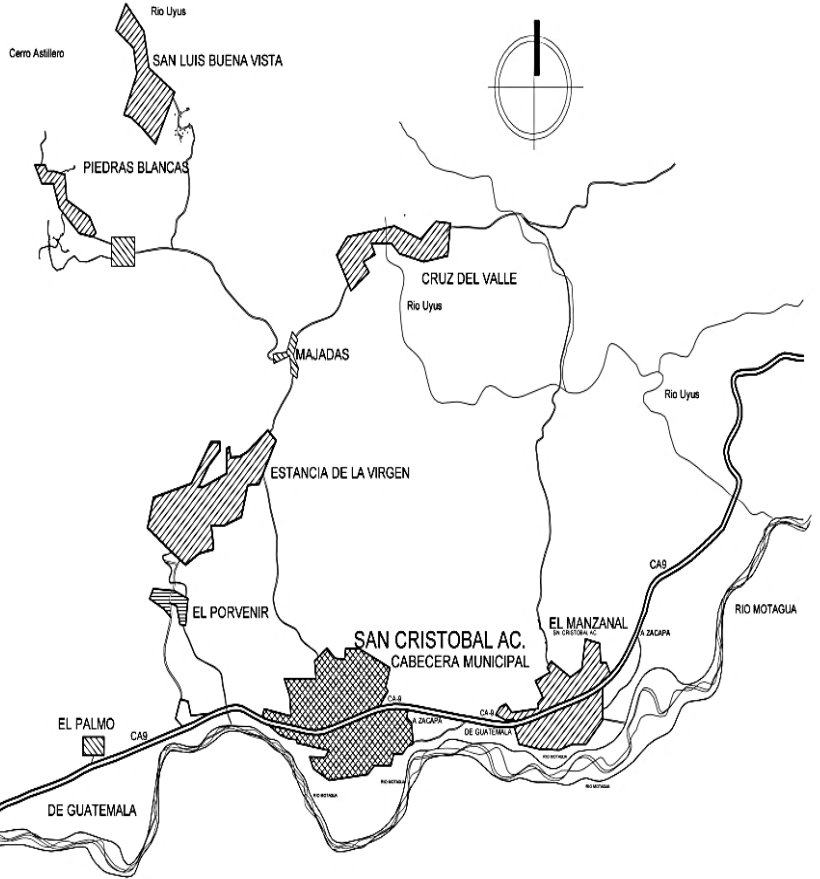 Rio Uyus
Cerro Astillero
SAN LUIS BUENA VISTA
PIEDRAS BLANCAS
CRUZ DEL VALLE
Rio Uyus
MAJADAS
Rio Uyus
ESTANCIA DE LA VIRGEN
CA9
EL PORVENIR
RIO MOTAGUA
EL MANZANAL
SN. CRISTOBAL AC.
A ZACAPA
SAN CRISTOBAL AC.
CABECERA MUNICIPAL
CA-9
CA-9
A ZACAPA
EL PALMO
CA9
DE GUATEMALA
RIO MOTAGUA
RIO MOTAGUA
RIO MOTAGUA
RIO MOTAGUA
DE GUATEMALA